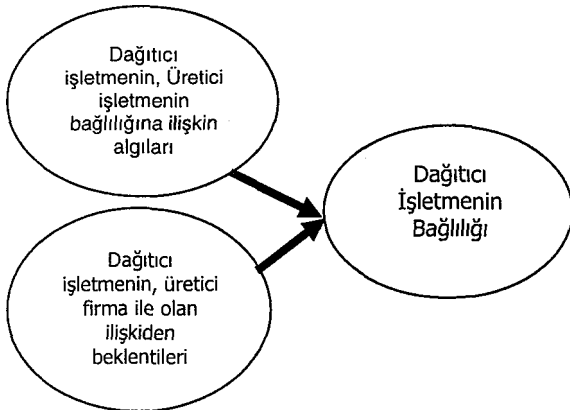 Dağıtıcı
işletmenin, Üretici
işletmenin
bağlılığına ilişkin
algıları
Dağıtıcı
İşletmenin
Bağlılığı
Dağıtıcı
işletmenin, üretici
firma ile olan
ilişkiden
beklentileri